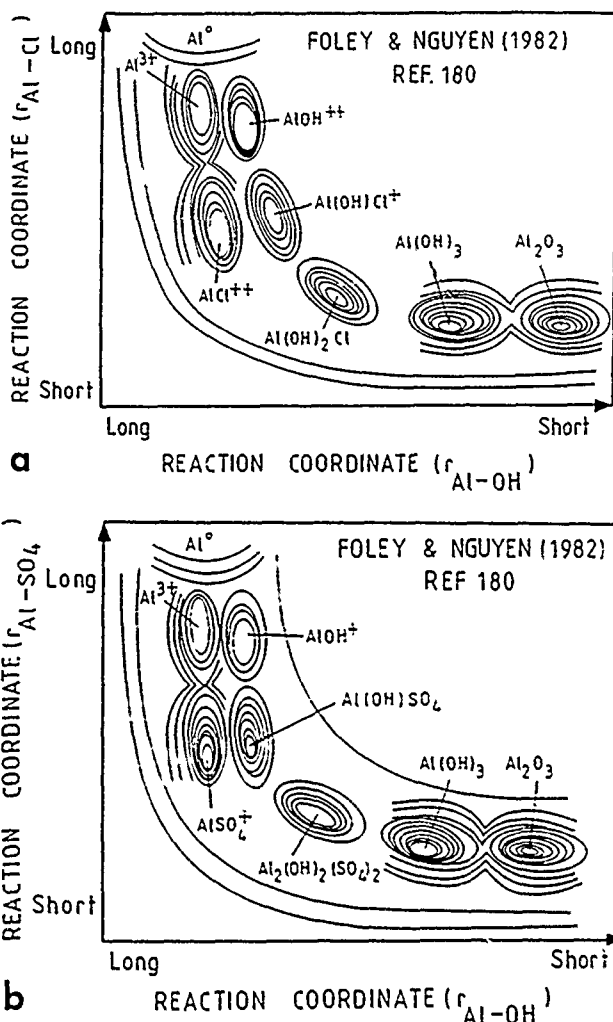 Long
Al°
FOLEY & NGUYEN (1982)
REF. 180
Al3+
AlOH++
Al(OH)Cl+
AlCl++
Al(OH)2 Cl
Al(OH)3
Al2O3
REACTION COORDINATE (rAl-Cl)
Short
Long
Short
a
REACTION COORDINATE (rAl-OH)
Al°
FOLEY & NGUYEN (1982)
REF 180
Long
Al3+
AlOH+
Al(OH)SO4
AlSO4+
Al2(OH)2(SO4)2
Al(OH)3
Al2O3
REACTION COORDINATE (rAl-SO4)
Short
Long
Short
b
REACTION COORDINATE (rAl-OH)